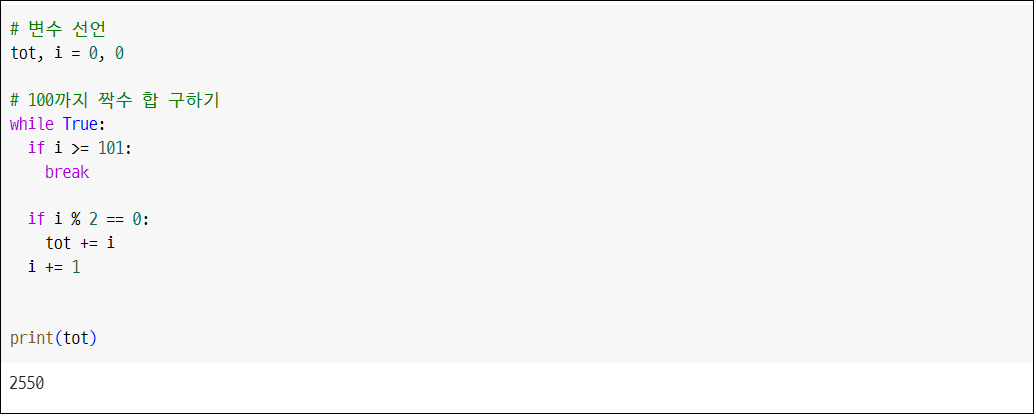 # 변수 선언
tot, i = 0, 0
# 100까지 짝수 합 구하기
while True:
  if i >= 101:
    break
  if i % 2 == 0:
    tot += i
  i += 1
print(tot)
2550